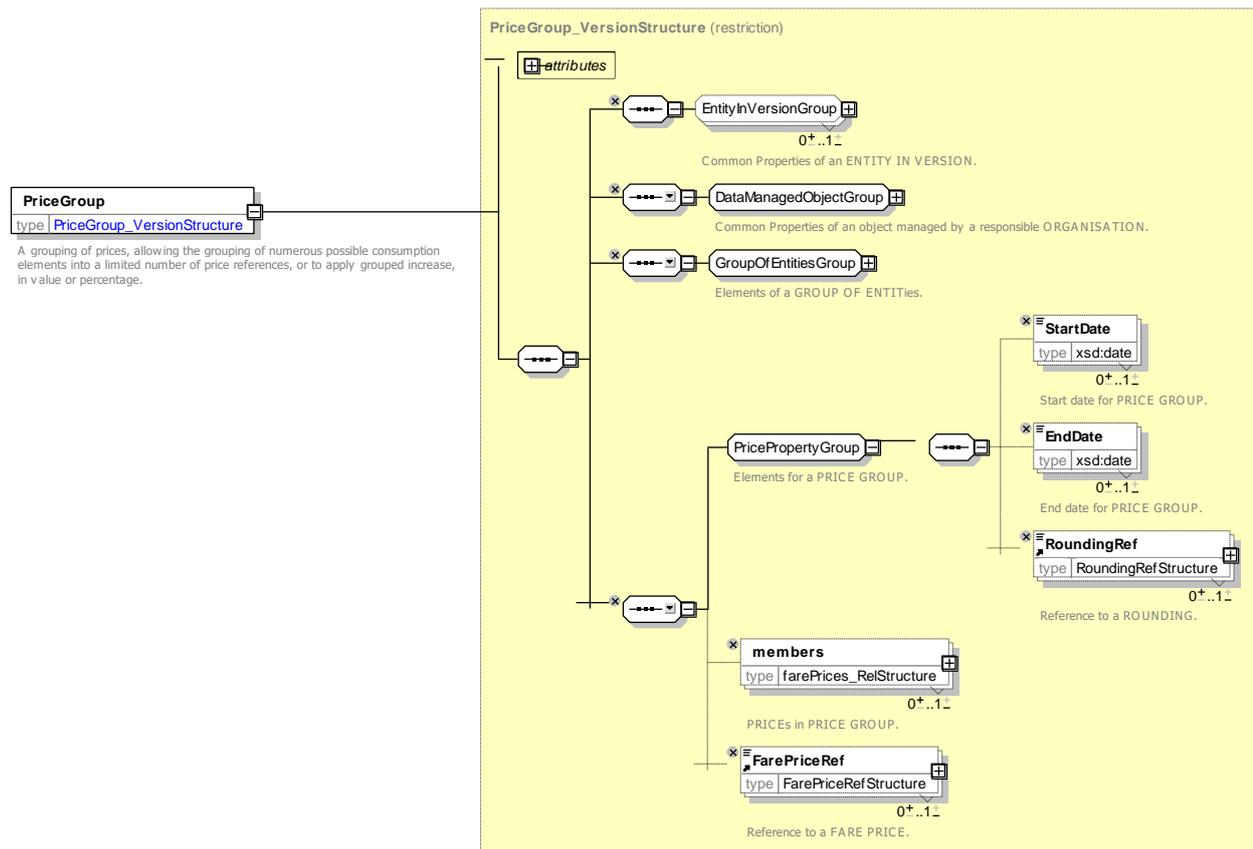 PriceGroup_VersionStructure (restriction)
attributes
EntityInVersionGroup
0..1
Common Properties of an ENTITY IN VERSION.
PriceGroup
type PriceGroup_VersionStructure
A grouping of prices, allowing the grouping of numerous possible consumption
elements into a limited number of price references, or to apply grouped increase,
in value or percentage.
DataManagedObjectGroup
Common Properties of an object managed by a responsible ORGANISATION.
GroupOfEntitiesGroup
Elements of a GROUP OF ENTITies.
StartDate
type xsd:date
0..1
Start date for PRICE GROUP.
PricePropertyGroup
Elements for a PRICE GROUP.
EndDate
type xsd:date
0..1
End date for PRICE GROUP.
RoundingRef
type RoundingRefStructure
0..1
Reference to a ROUNDING.
members
type farePrices_RelStructure
0..1
PRICEs in PRICE GROUP.
FarePriceRef
type FarePriceRefStructure
0..1
Reference to a FARE PRICE.